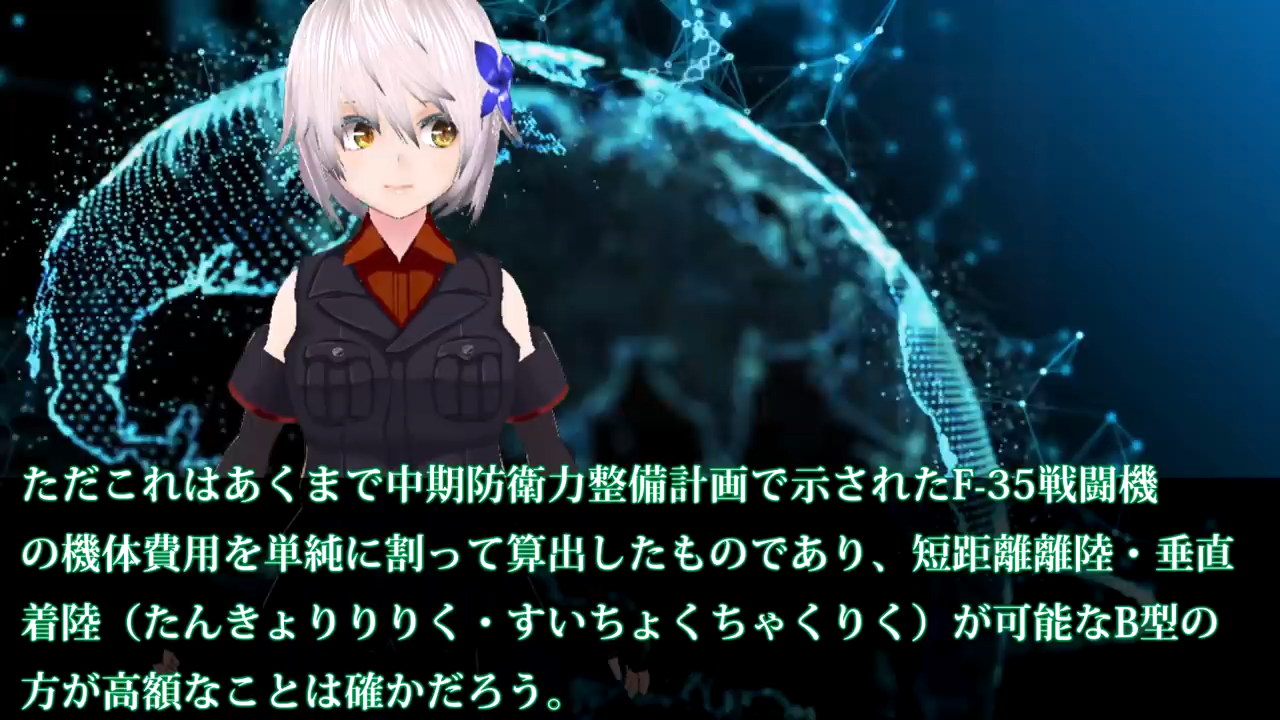 ただこれはあくまで中期防衛力整備計画で示されたF-35戦闘機
の機体費用を単純に割って算出したものであり、短距離離陸・垂直
着陸（たんきょりりりく・すいちょくちゃくりく）が可能なB型の
方が高額なことは確かだろう。